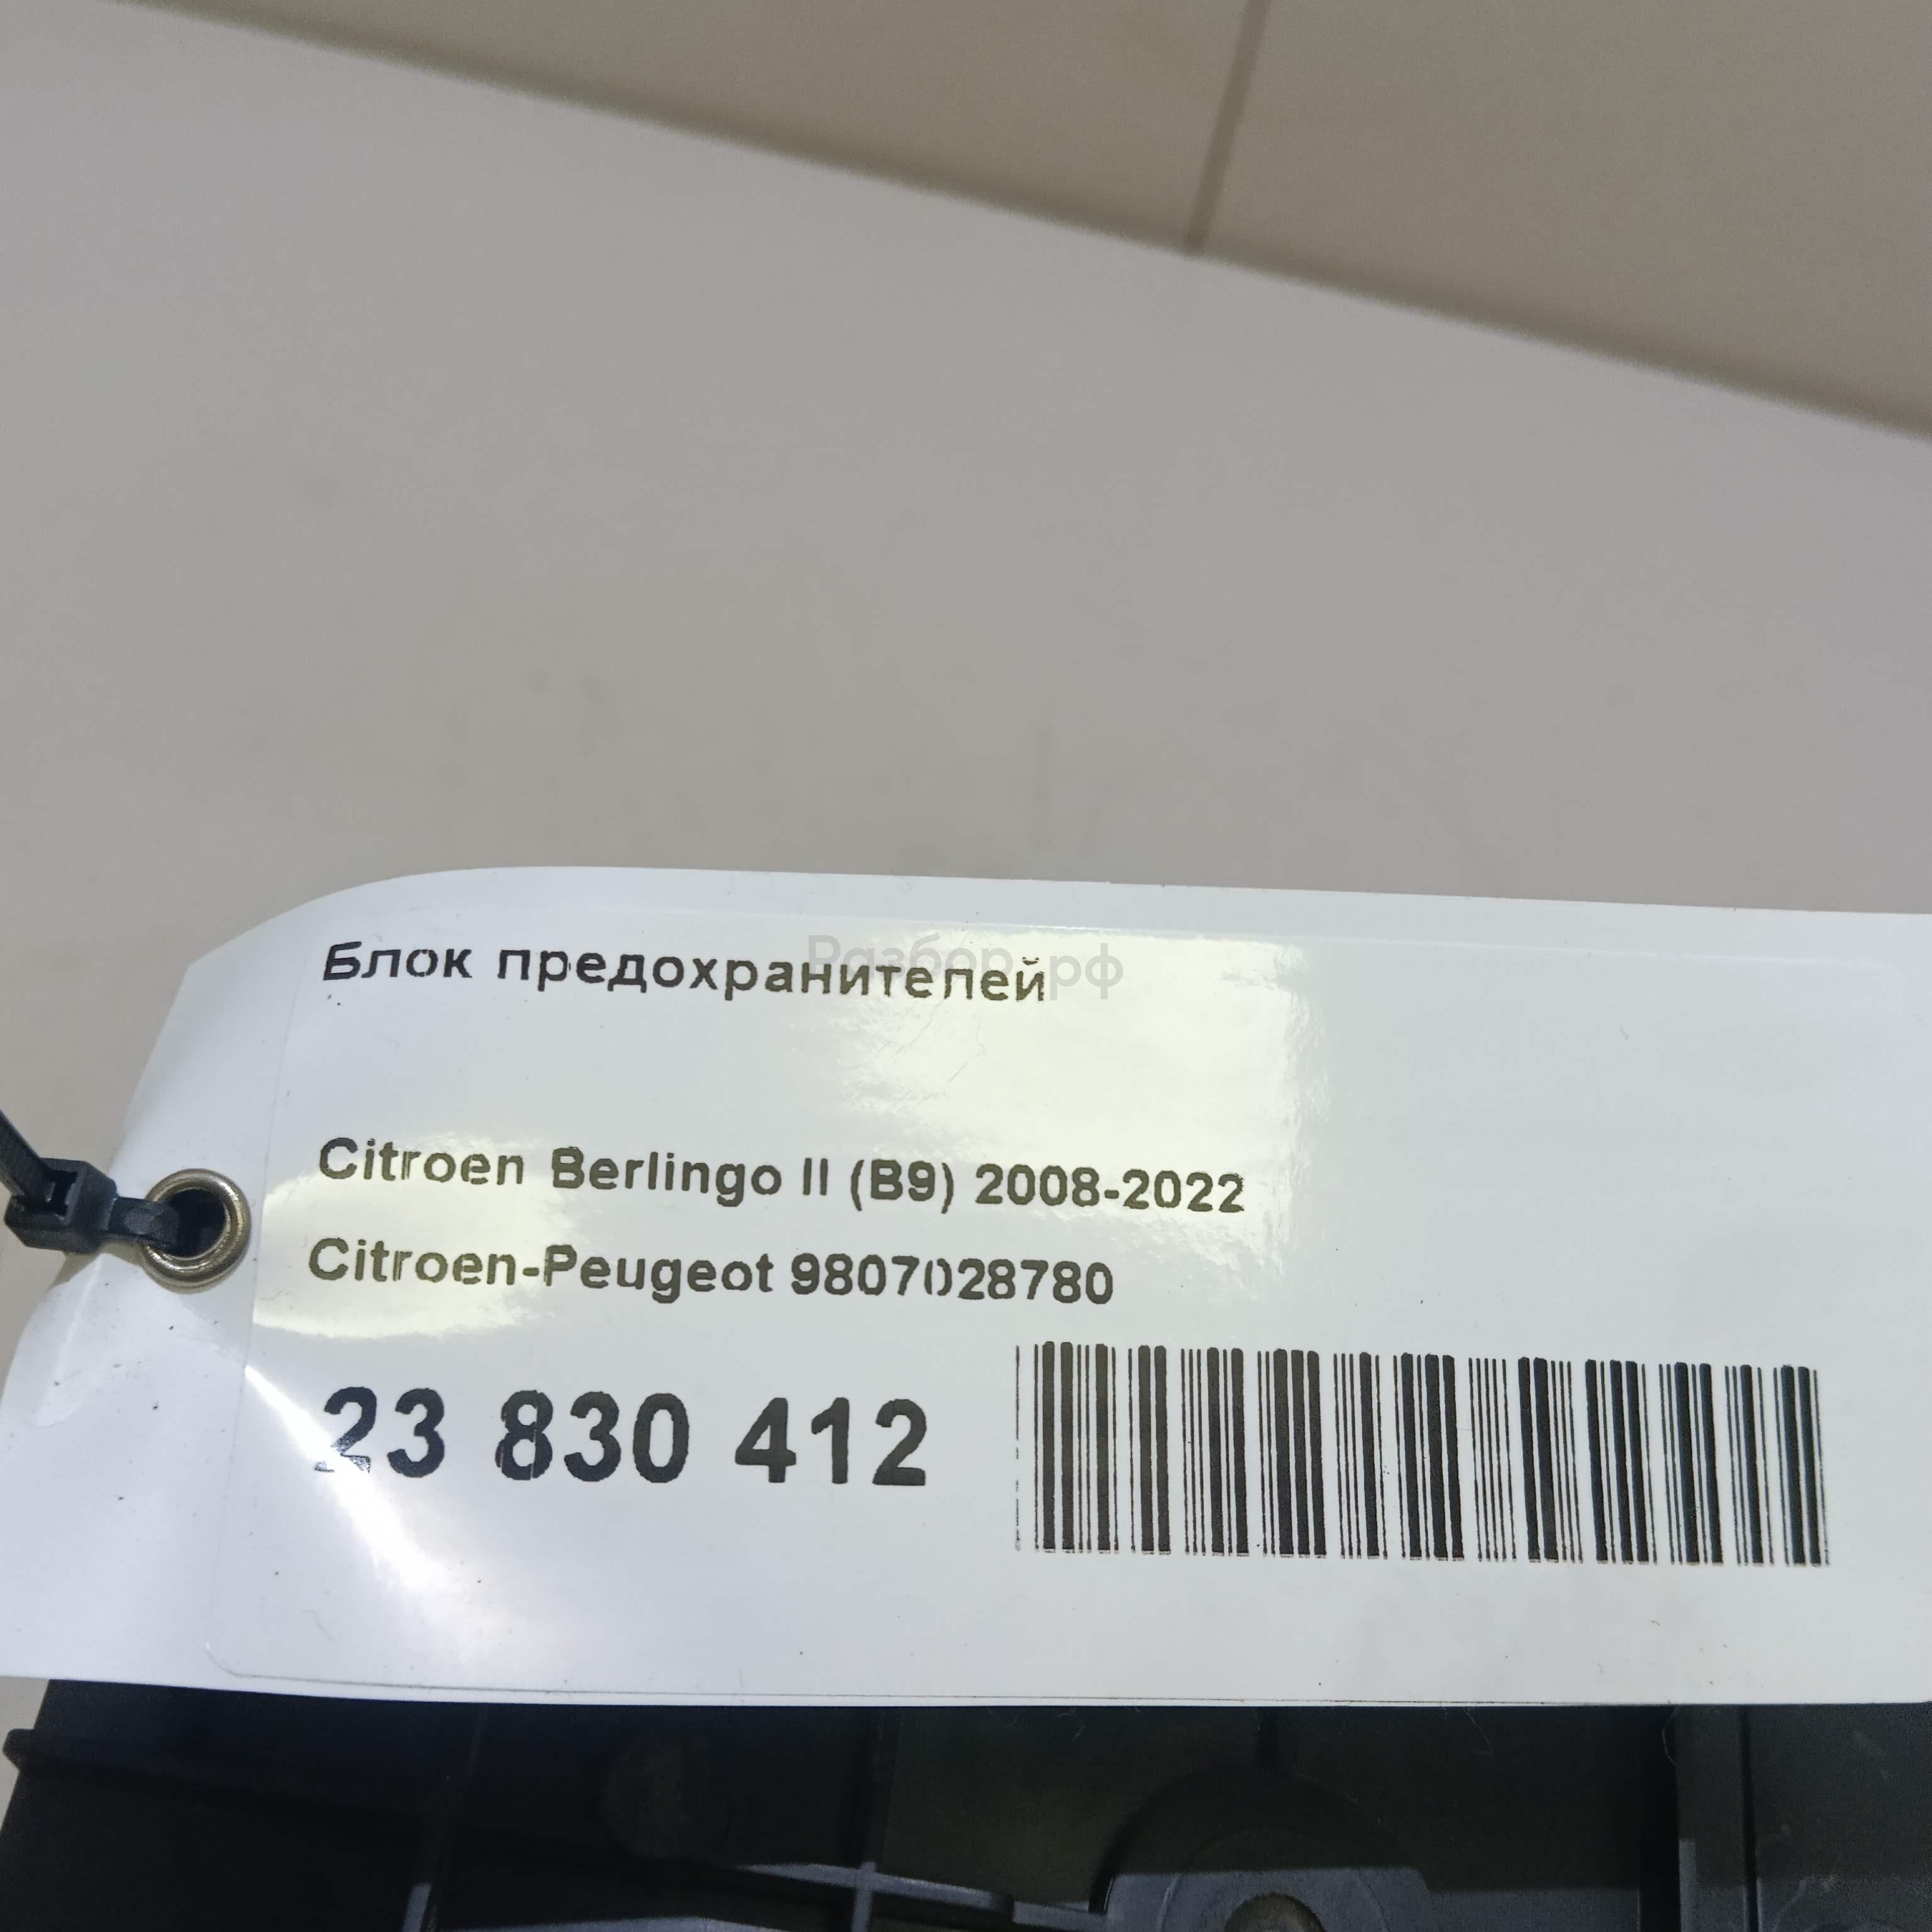 Блок предохранителей
Разбор.рф
Citroen Berlingo II (B9) 2008-2022
Citroen-Peugeot 9807028780
23 830 412